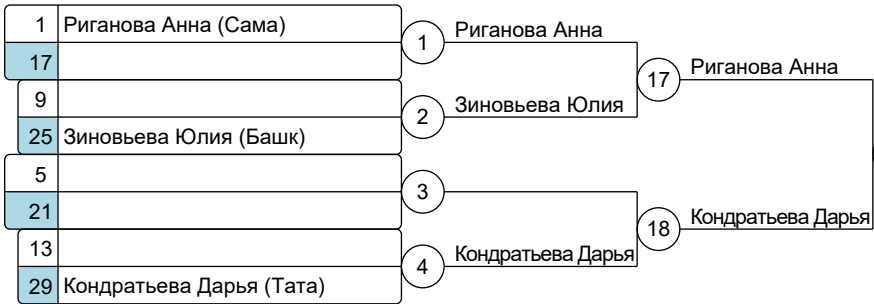 1 Риганова Анна (Сама)
17
9
25 Зиновьева Юлия (Башк)
5
21
13
29 Кондратьева Дарья (Тата)
1 Риганова Анна
2 Зиновьева Юлия
3
4 Кондратьева Дарья
17 Риганова Анна
18 Кондратьева Дарья